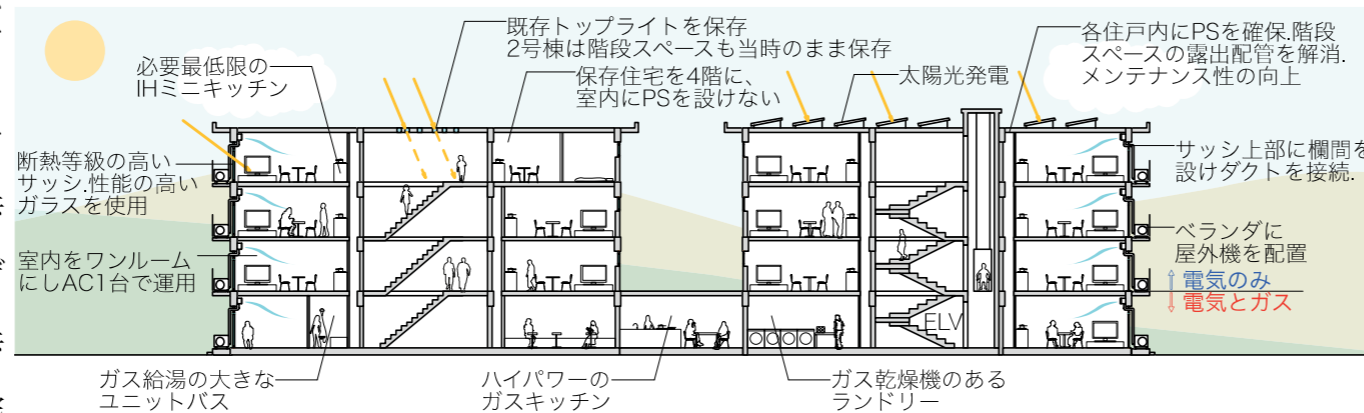 既存トップライトを保存
2号棟は階段スペースも当時のまま保存
各住戸内にPSを確保.階段
スペースの露出配管を解消.
メンテナンス性の向上
必要最低限の
IHミニキッチン
保存住宅を4階に、
室内にPSを設けない
太陽光発電
断熱等級の高い
サッシ.性能の高い
ガラスを使用
サッシ上部に欄間を
設けダクトを接続.
室内をワンルーム
にしAC1台で運用
ベランダに
屋外機を配置
電気のみ
電気とガス
ELV
ガス給湯の大きな
ユニットバス
ハイパワーの
ガスキッチン
ガス乾燥機のある
ランドリー